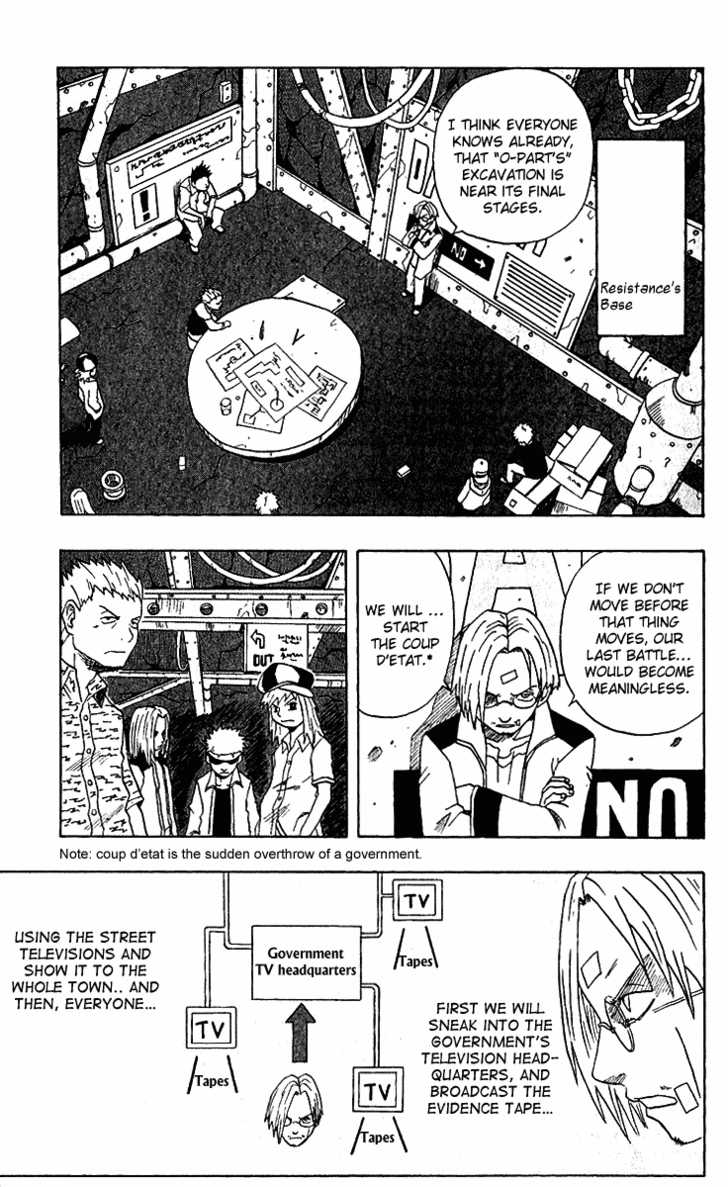 I THINK EVERYONE
KNOWS ALREADY,
THAT "O-PART'S"
EXCAVATION IS
NEAR ITS FINAL
STAGES.
Resistance's
Base
!
NO →
IF WE DON'T
MOVE BEFORE
THAT THING
MOVES, OUR
LAST BATTLE...
WOULD BECOME
MEANINGLESS.
WE WILL ...
START
THE COUP
D'ETAT.*
NO
OUT
Note: coup d'etat is the sudden overthrow of a government.
FIRST WE WILL
SNEAK INTO THE
GOVERNMENT'S
TELEVISION HEAD-
QUARTERS, AND
BROADCAST THE
EVIDENCE TAPE...
TV
Tapes
Government
TV headquarters
TV
Tapes
TV
Tapes
USING THE STREET
TELEVISIONS AND
SHOW IT TO THE
WHOLE TOWN.. AND
THEN, EVERYONE...